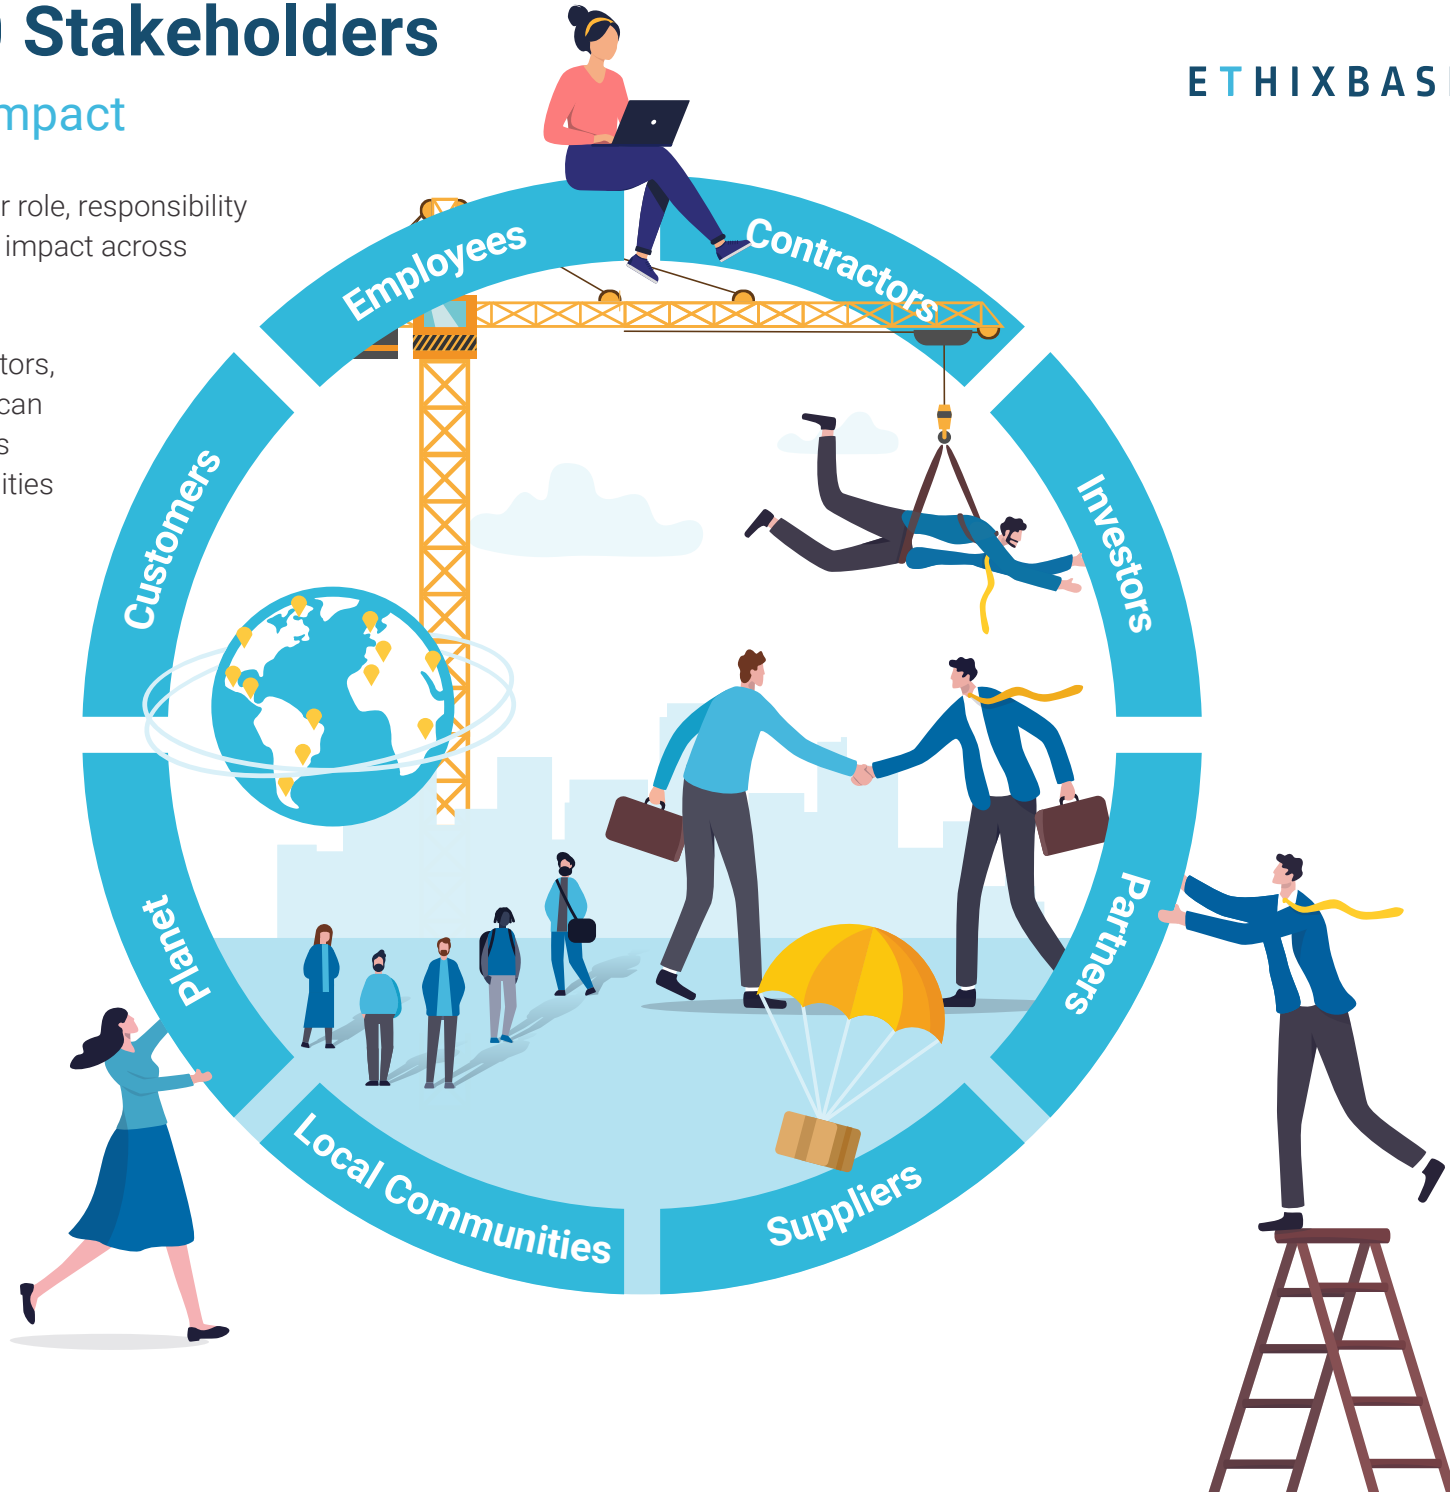 Stakeholders
mpact
r role, responsibility
impact across
tors,
can
s
ities
ETHIXBAS
Employees
Contractors
Customers
Investors
Planet
Partners
Local Communities
Suppliers